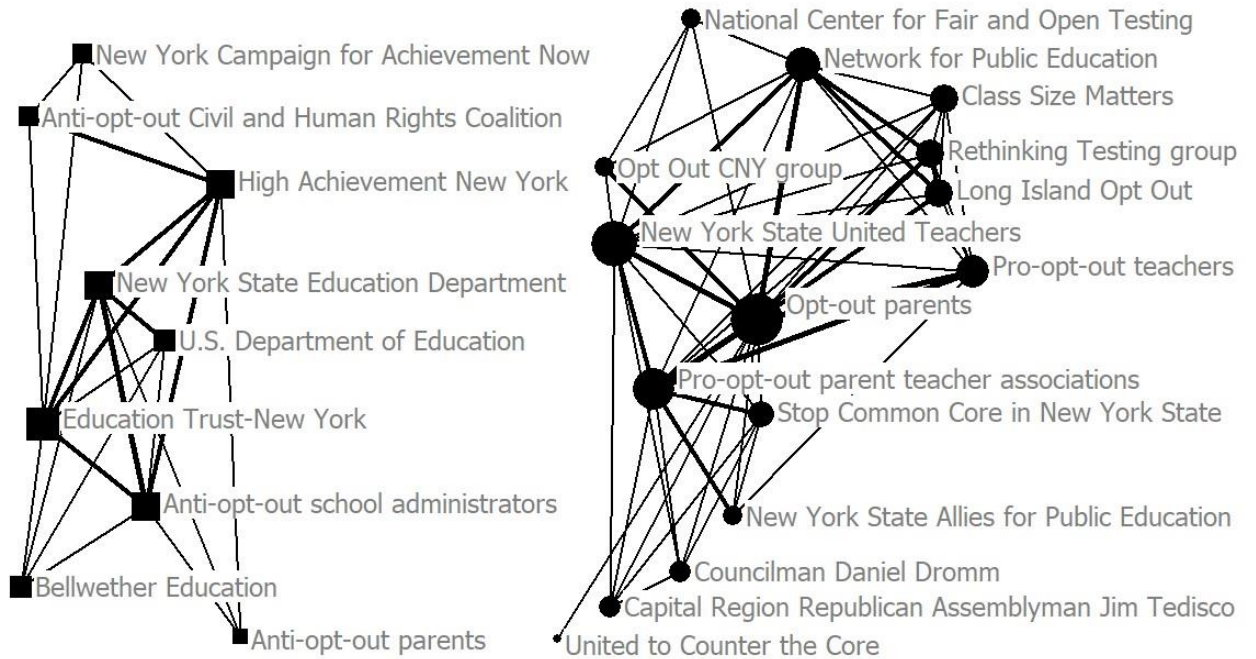 New York Campaign for Achievement Now
Anti-opt-out Civil and Human Rights Coalition
High Achievement New York
New York State Education Department
U.S. Department of Education
Education Trust-New York
Anti-opt-out school administrators
Bellwether Education
Anti-opt-out parents
National Center for Fair and Open Testing
Network for Public Education
Class Size Matters
Rethinking Testing group
Opt Out CNY group
Long Island Opt Out
New York State United Teachers
Pro-opt-out teachers
Opt-out parents
Pro-opt-out parent teacher associations
Stop Common Core in New York State
New York State Allies for Public Education
Councilman Daniel Dromm
Capital Region Republican Assemblyman Jim Tedisco
United to Counter the Core